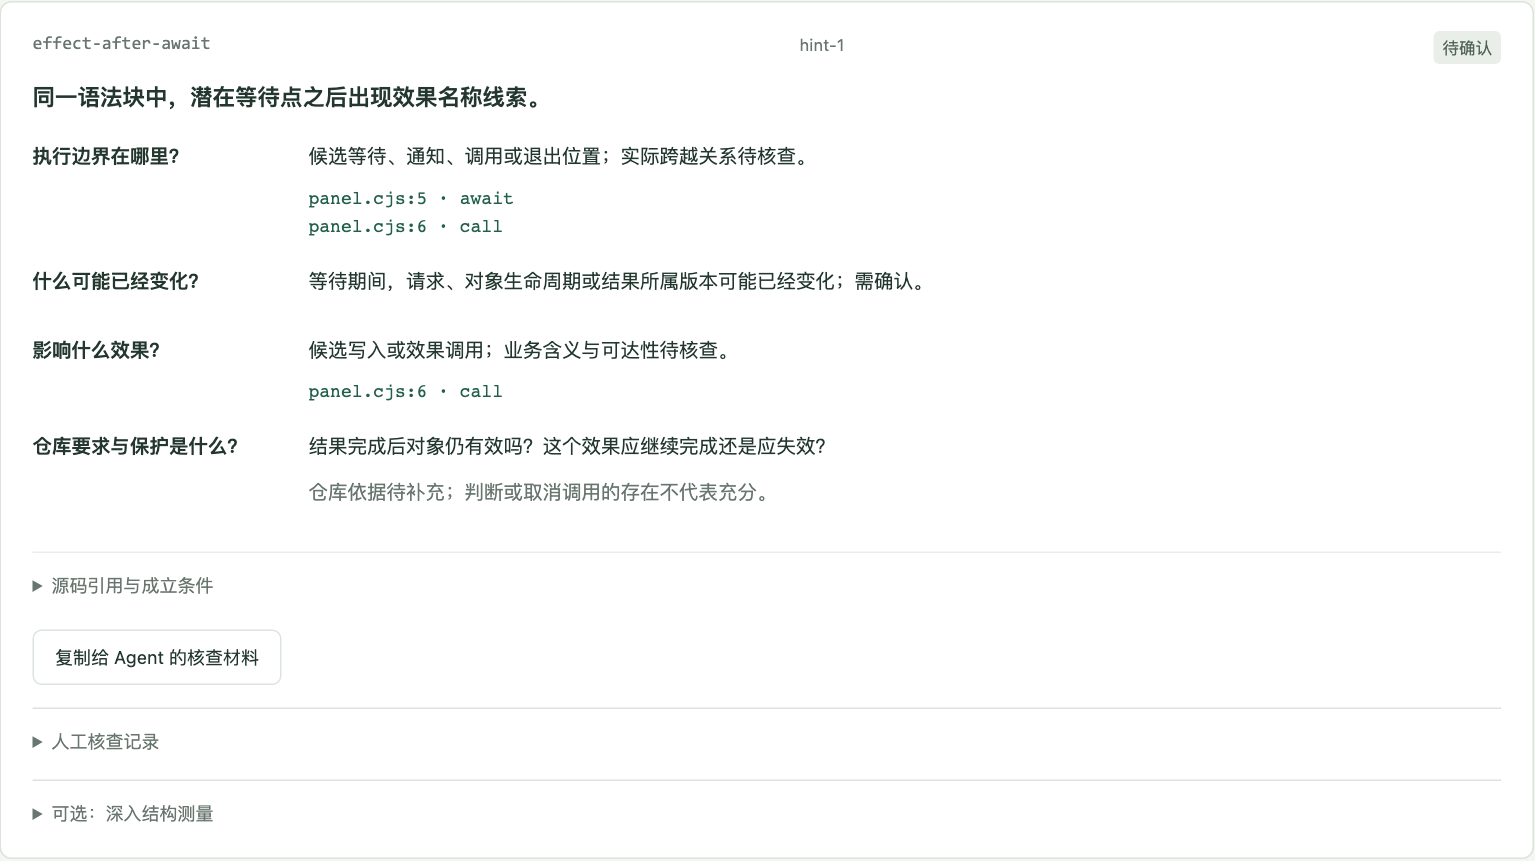 effect-after-await
hint-1
待确认
同一语法块中，潜在等待点之后出现效果名称线索。
执行边界在哪里？
候选等待、通知、调用或退出位置；实际跨越关系待核查。
panel.cjs:5 · await
panel.cjs:6 · call
什么可能已经变化？
等待期间，请求、对象生命周期或结果所属版本可能已经变化；需确认。
影响什么效果？
候选写入或效果调用；业务含义与可达性待核查。
panel.cjs:6 · call
仓库要求与保护是什么？
结果完成后对象仍有效吗？这个效果应继续完成还是应失效？
仓库依据待补充；判断或取消调用的存在不代表充分。
▶ 源码引用与成立条件
复制给 Agent 的核查材料
▶ 人工核查记录
▶ 可选：深入结构测量